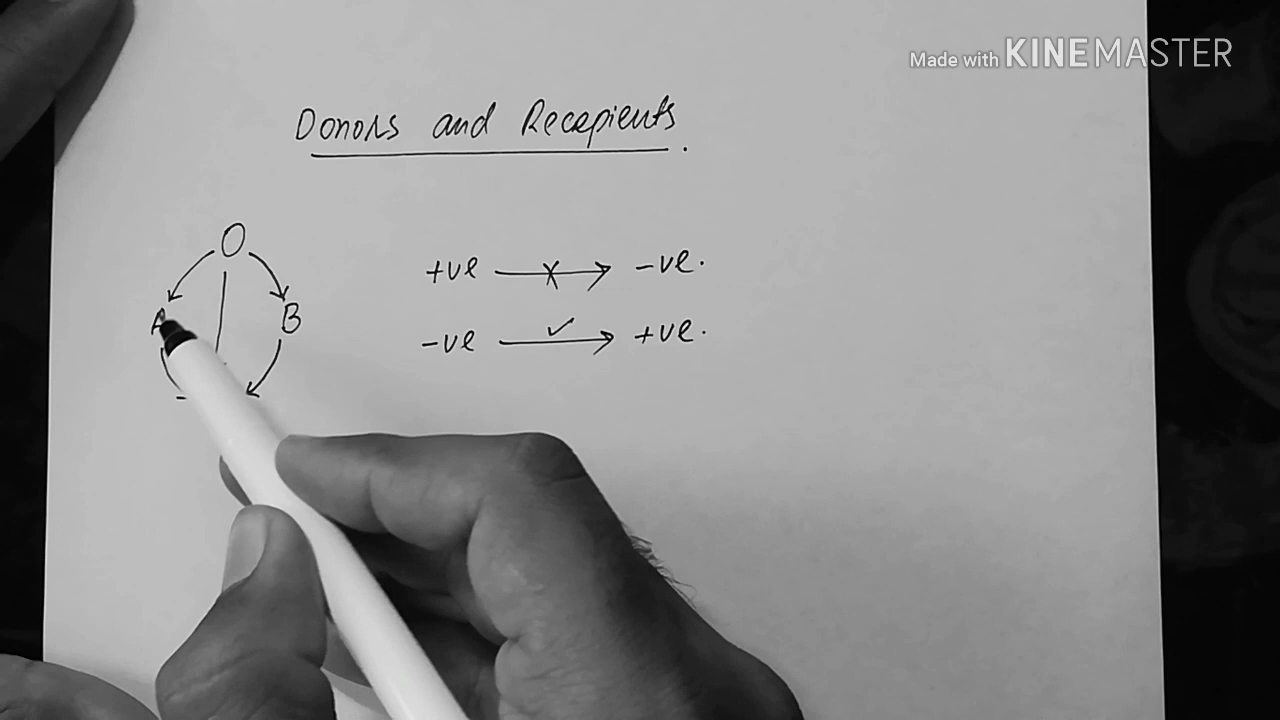 Made with KINEMASTER
Donors and Recepients.
O
A B
+ve -ve.
-ve +ve.